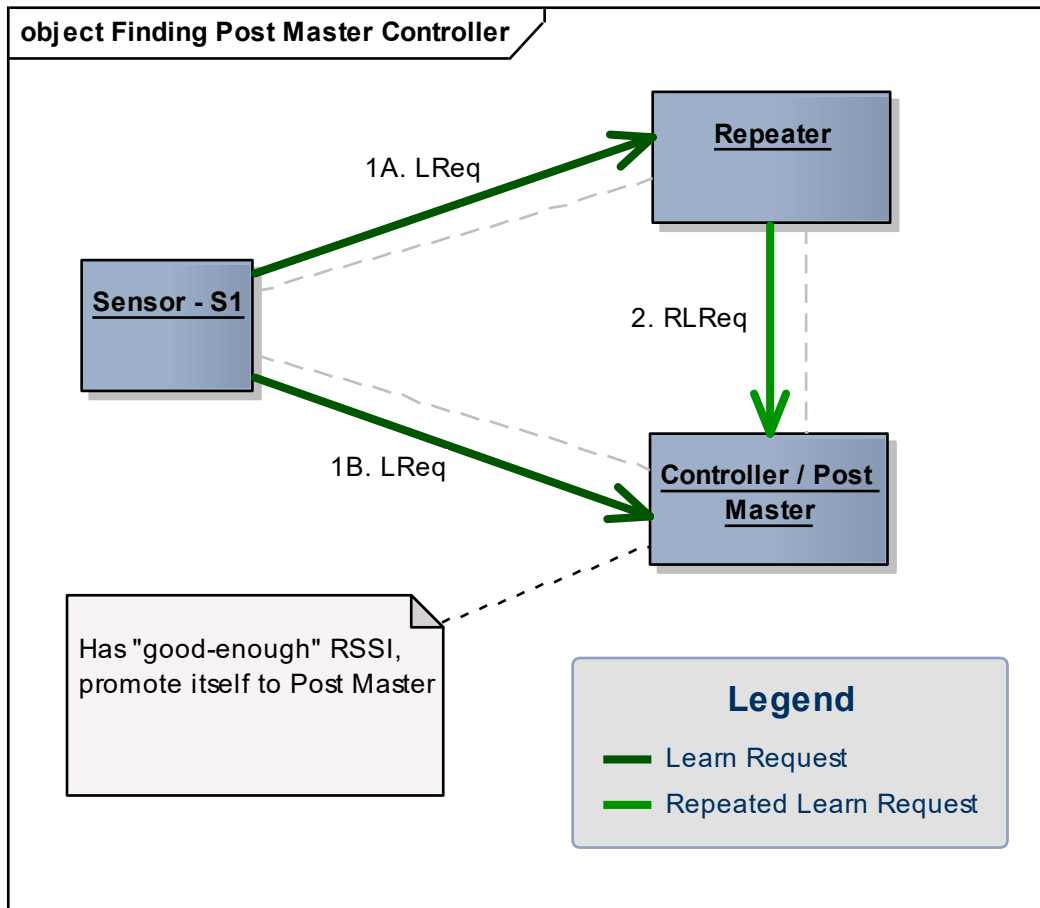 object Finding Post Master Controller
Repeater
1A. LReq
Sensor - S1
2. RLReq
1B. LReq
Controller / Post
Master
Has "good-enough" RSSI,
promote itself to Post Master
Legend
Learn Request
Repeated Learn Request